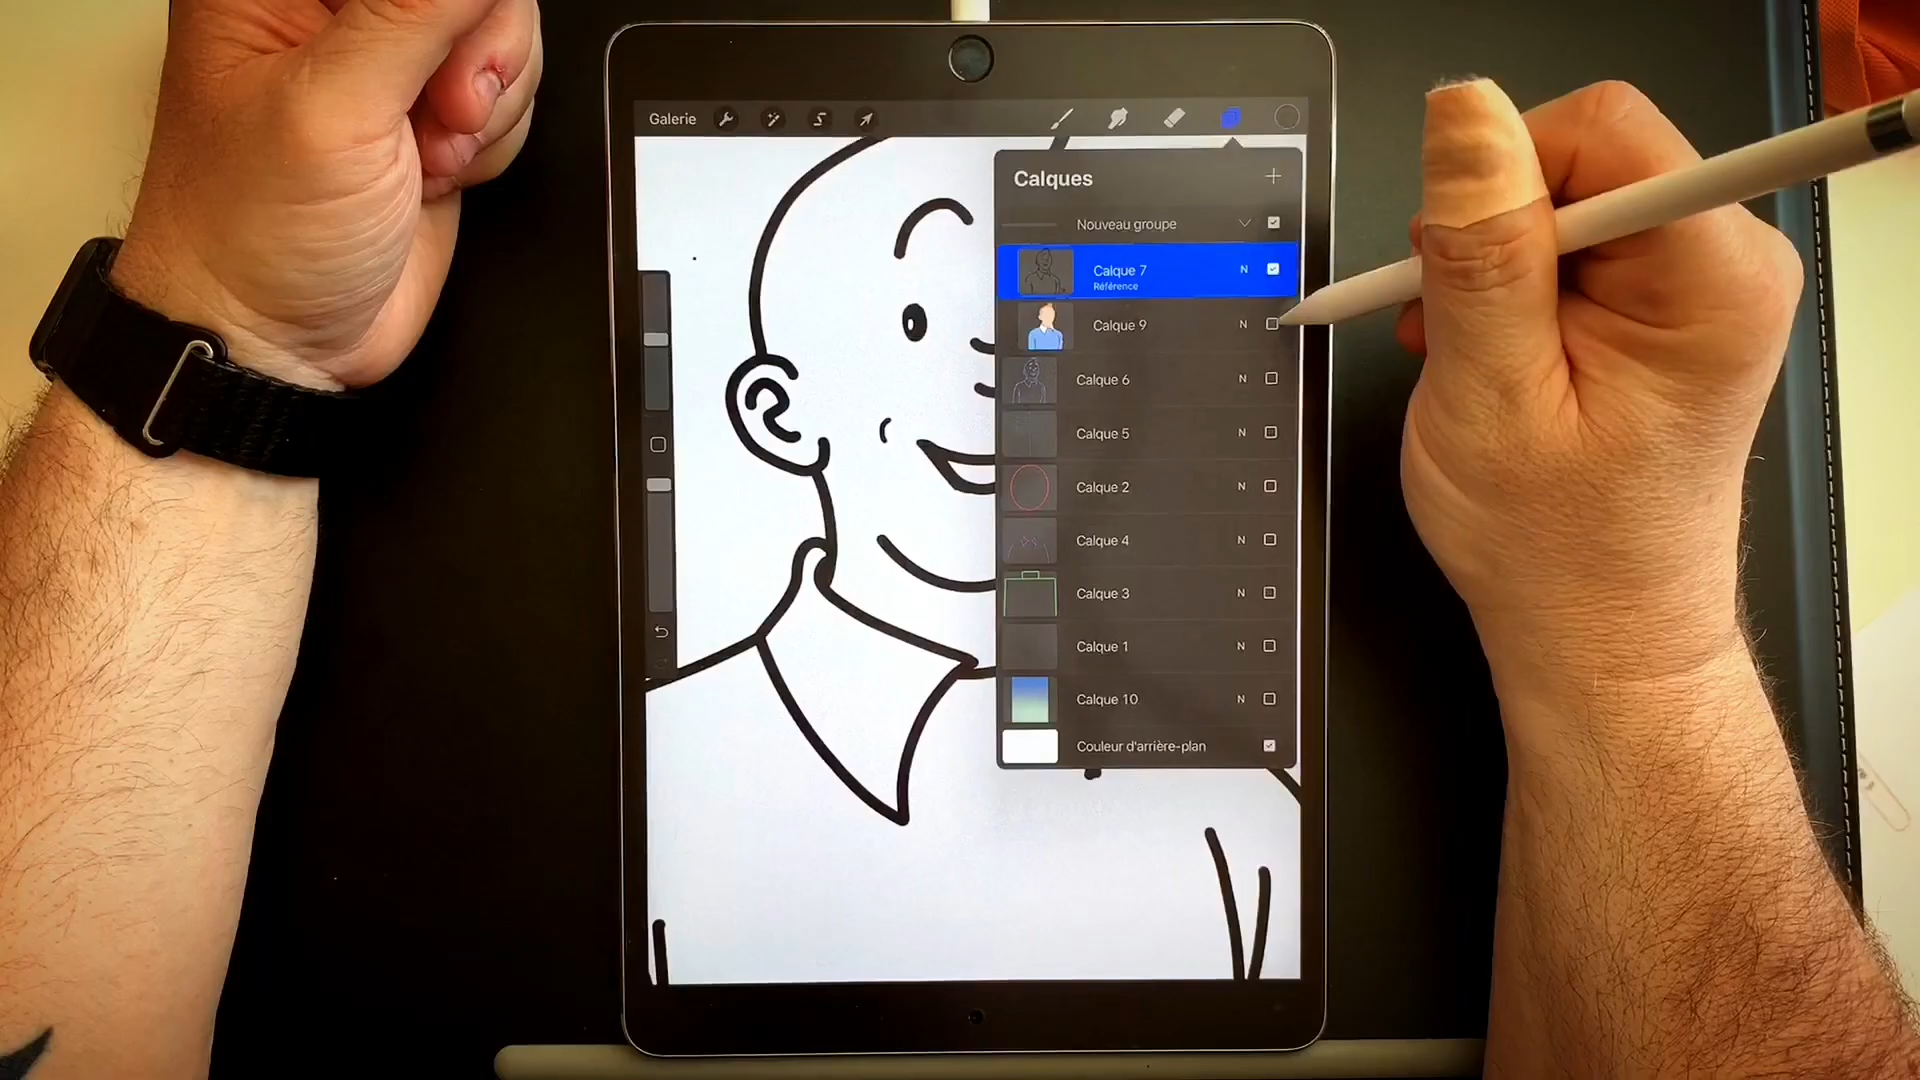 Galerie
Calques
Nouveau groupe
Calque 7 N
Référence
Calque 9 N
Calque 6 N
Calque 5 N
Calque 2 N
Calque 4 N
Calque 3 N
Calque 1 N
Calque 10 N
Couleur d'arrière-plan